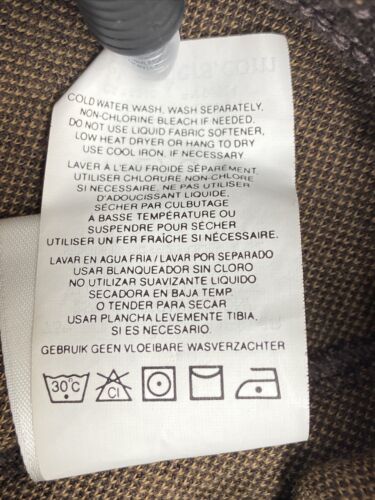 COLD WATER WASH, WASH SEPARATELY,
NON-CHLORINE BLEACH IF NEEDED.
DO NOT USE LIQUID FABRIC SOFTENER,
LOW HEAT DRYER OR HANG TO DRY
USE COOL IRON, IF NECESSARY
LAVER A L'EAU FROIDE SÉPARÉMENT.
UTILISER CHLORURE NON-CHLORE
SI NECESSAIRE. NE PAS UTILISER
D'ADOUCISSANT LIQUIDE,
SÉCHER PAR CULBUTAGE
À BASSE TEMPÉRATURE OU
SUSPENDRE POUR SÉCHER
UTILISER UN FER FRAÎCHE SI NÉCESSAIRE.
LAVAR EN AGUA FRIA / LAVAR POR SEPARADO
USAR BLANQUEADOR SIN CLORO
NO UTILIZAR SUAVIZANTE LIQUIDO
SECADORA EN BAJA TEMP.
O TENDER PARA SECAR
USAR PLANCHA LEVEMENTE TIBIA,
SI ES NECESARIO.
GEBRUIK GEEN VLOEIBARE WASVERZACHTER
30°C CL